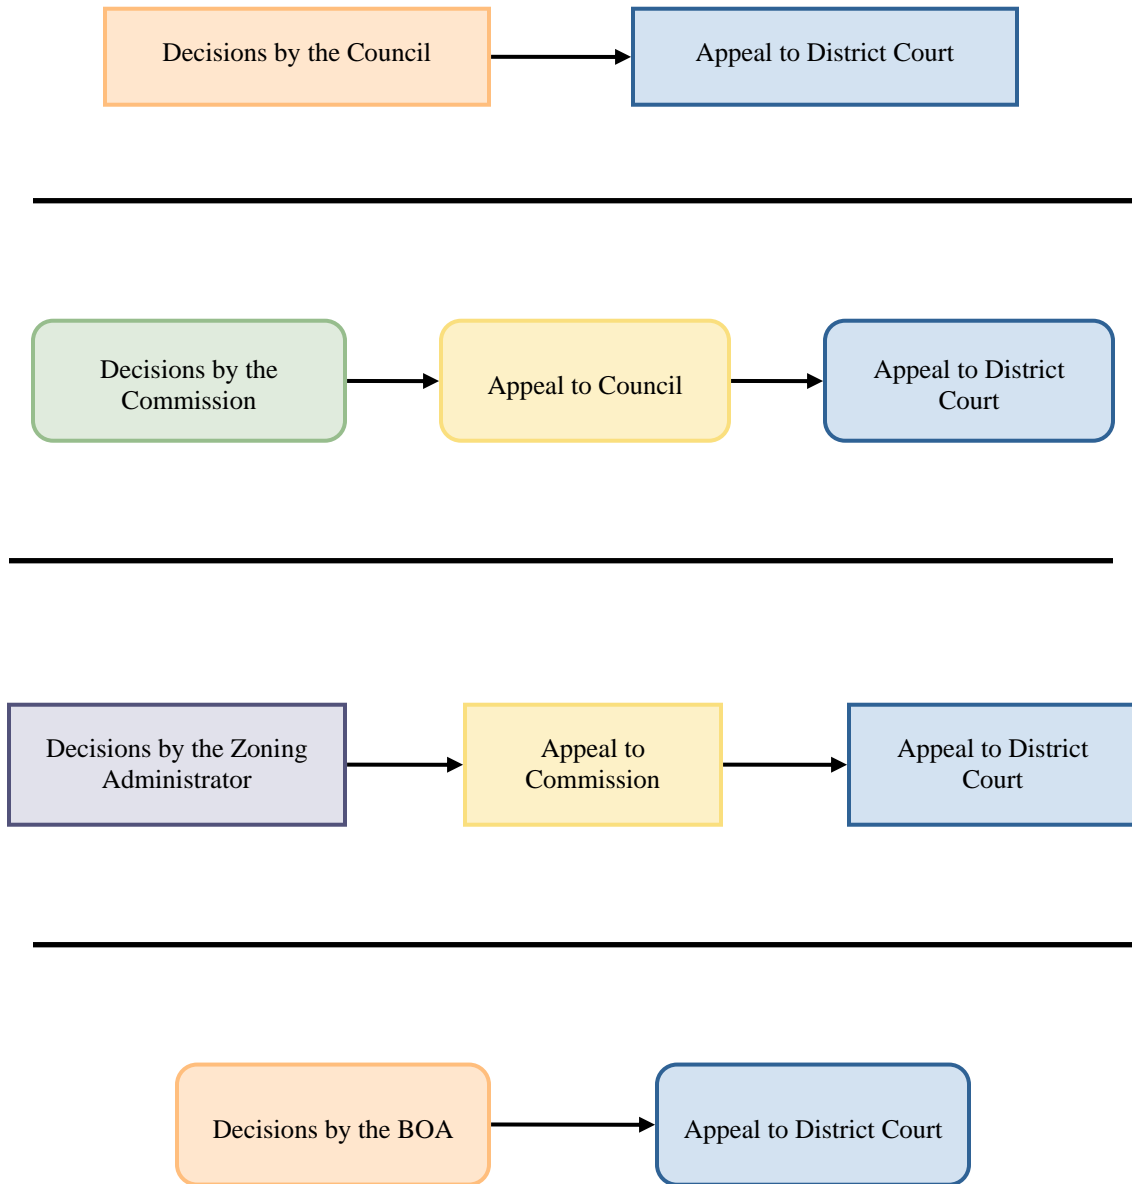 Decisions by the Council
Appeal to District Court
Decisions by the
Commission
Appeal to Council
Appeal to District
Court
Decisions by the Zoning
Administrator
Appeal to
Commission
Appeal to District
Court
Decisions by the BOA
Appeal to District Court